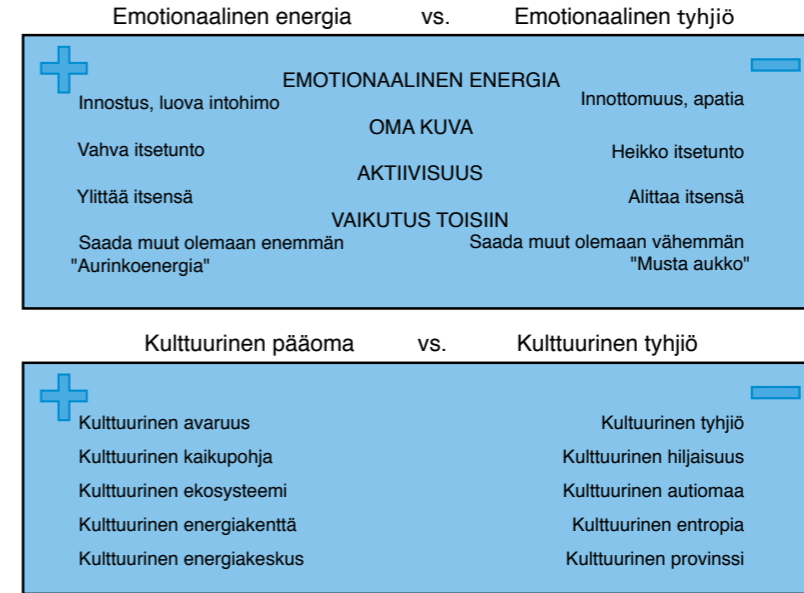 Emotionaalinen energia vs. Emotionaalinen tyhjiö
EMOTIONAALINEN ENERGIA
Innostus, luova intohimo Innottomuus, apatia
OMA KUVA
Vahva itsetunto Heikko itsetunto
AKTIIVISUUS
Ylittää itsensä Alittaa itsensä
VAIKUTUS TOISIIN
Saada muut olemaan enemmän Saada muut olemaan vähemmän
"Aurinkoenergia" "Musta aukko"
Kulttuurinen pääoma vs. Kulttuurinen tyhjiö
Kulttuurinen avaruus Kultuurinen tyhjiö
Kulttuurinen kaikupohja Kulttuurinen hiljaisuus
Kulttuurinen ekosysteemi Kulttuurinen autiomaa
Kulttuurinen energiakenttä Kulttuurinen entropia
Kulttuurinen energiakeskus Kulttuurinen provinssi